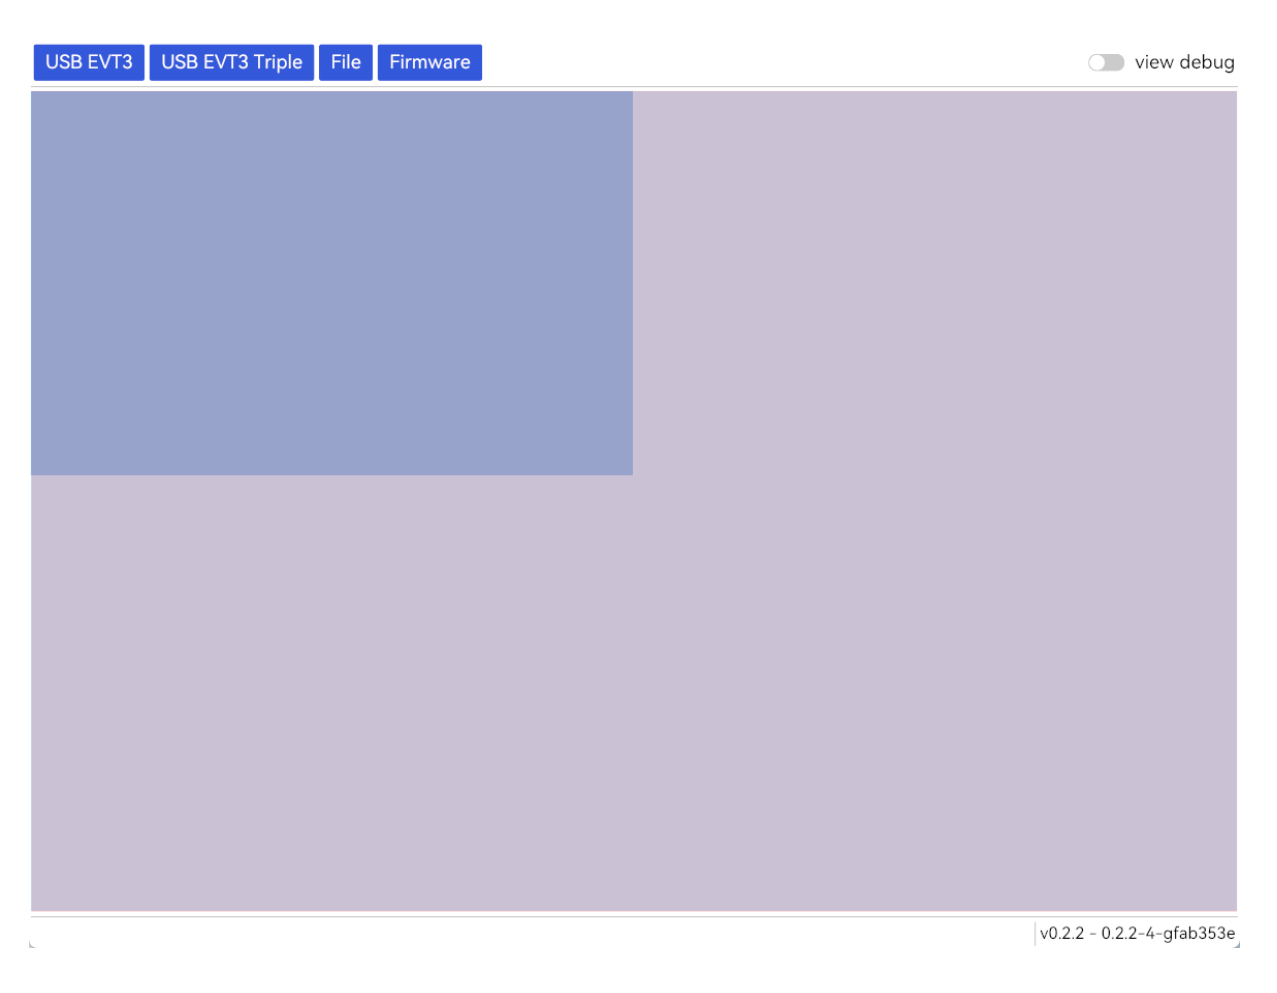 USB EVT3 USB EVT3 Triple File Firmware view debug
v0.2.2 - 0.2.2-4-gfab353e